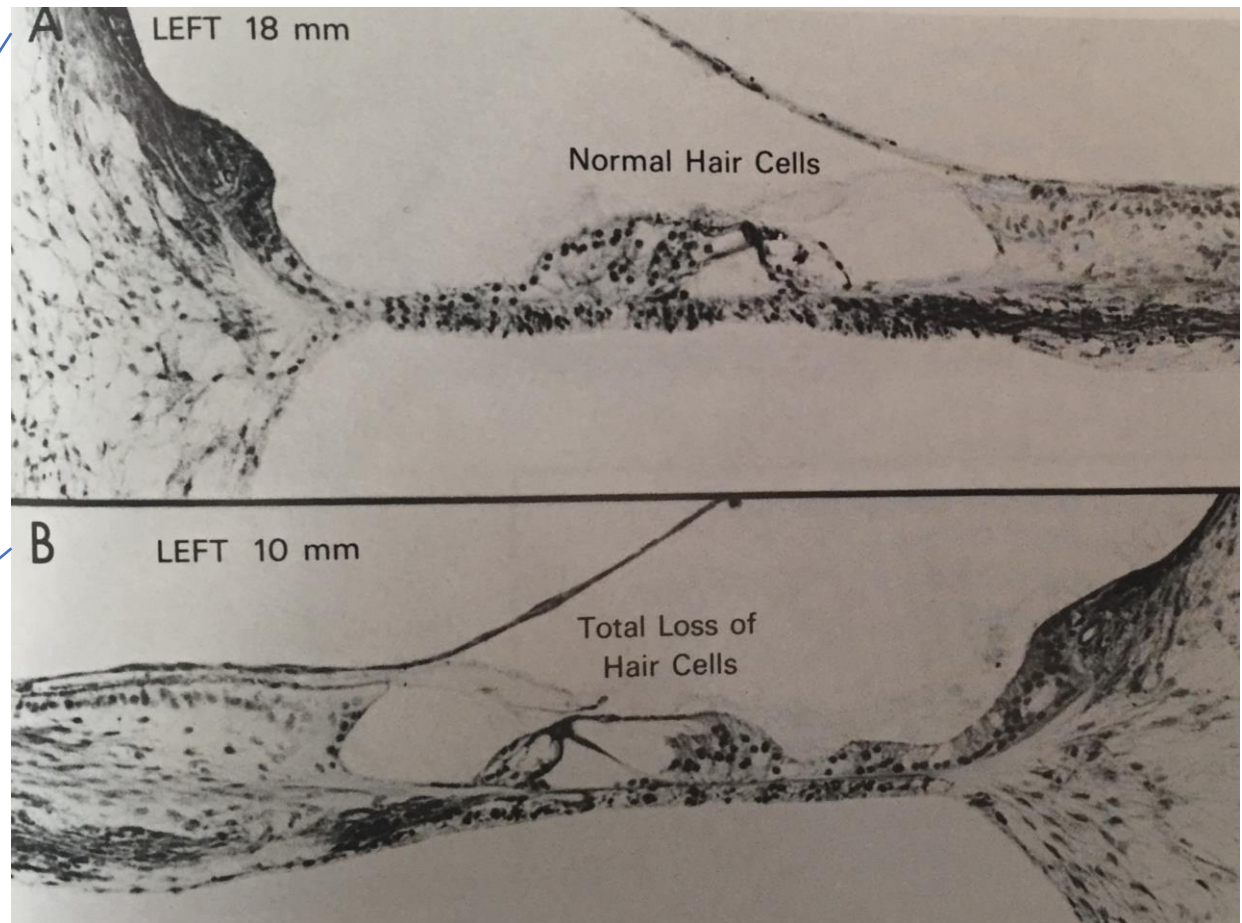 A
LEFT 18 mm
Normal Hair Cells
B
LEFT 10 mm
Total Loss of
Hair Cells